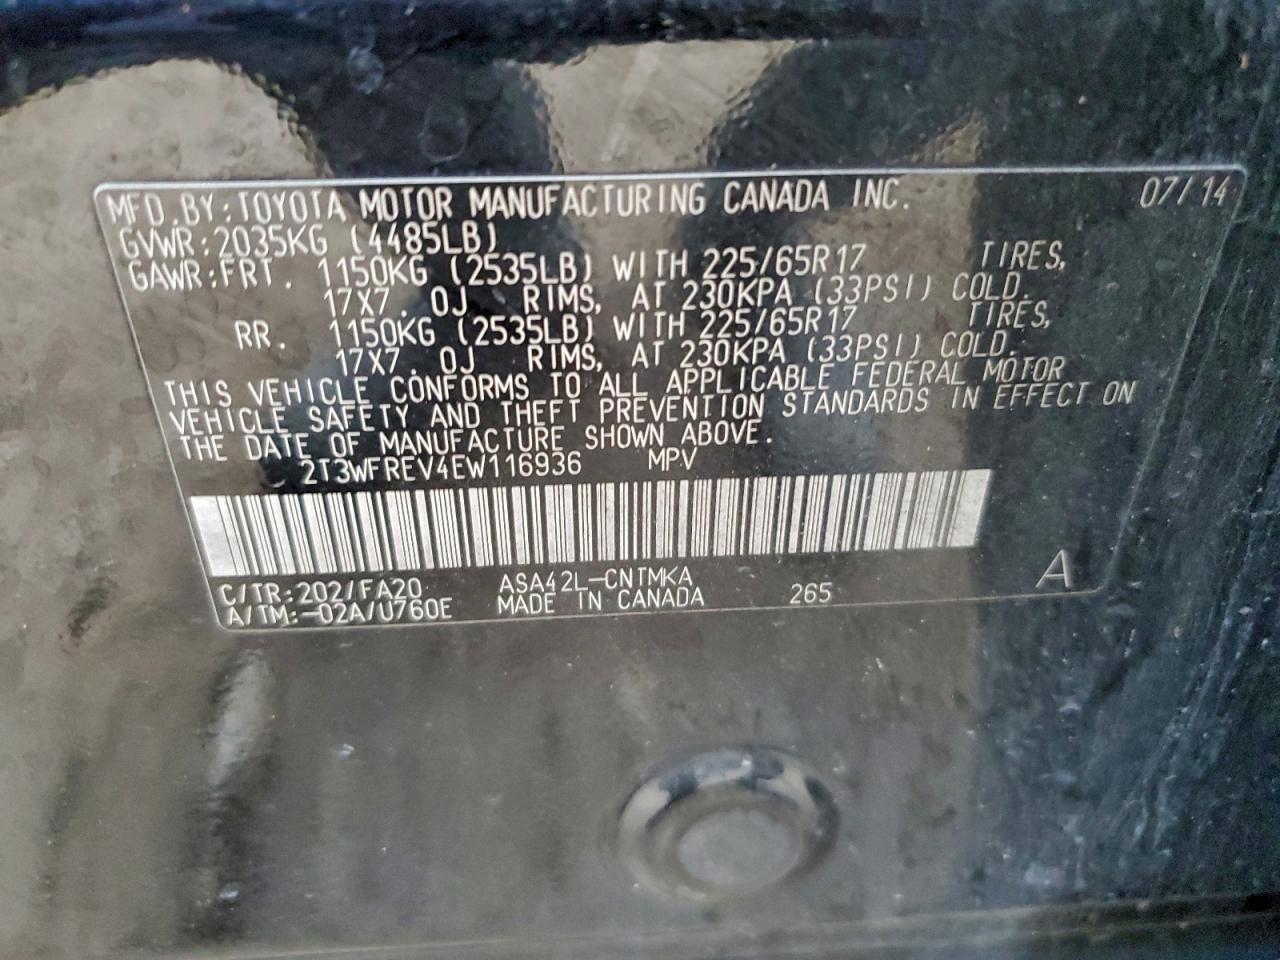 MFD.BY:TOYOTA MOTOR MANUFACTURING CANADA INC. 07/14
GVWR:2035KG (4485LB)
GAWR:FRT. 1150KG (2535LB) WITH 225/65R17 TIRES,
17X7.0J RIMS, AT 230KPA (33PSI) COLD.
RR. 1150KG (2535LB) WITH 225/65R17 TIRES,
17X7.0J RIMS, AT 230KPA (33PSI) COLD.
THIS VEHICLE CONFORMS TO ALL APPLICABLE FEDERAL MOTOR
VEHICLE SAFETY AND THEFT PREVENTION STANDARDS IN EFFECT ON
THE DATE OF MANUFACTURE SHOWN ABOVE.
2T3WFREV4EW116936 MPV
C/TR:202/FA20 ASA42L-CNTMKA A
A/TM:-02A/U760E MADE IN CANADA 265